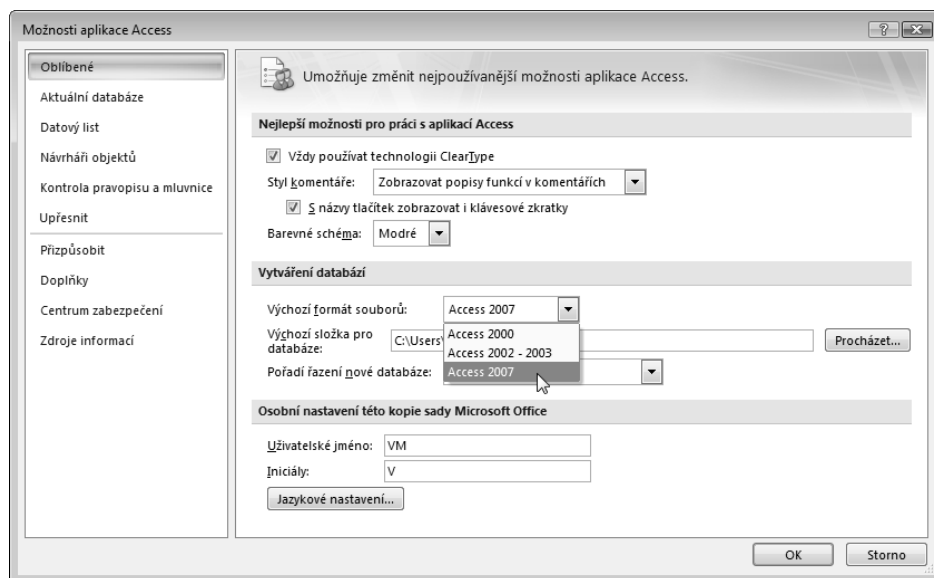 Možnosti aplikace Access
Oblíbené
Aktuální databáze
Datový list
Návrháři objektů
Kontrola pravopisu a mluvnice
Upřesnit
Přizpůsobit
Doplňky
Centrum zabezpečení
Zdroje informací
Umožňuje změnit nejpoužívanější možnosti aplikace Access.
Nejlepší možnosti pro práci s aplikací Access
Vždy používat technologii ClearType
Styl komentáře: Zobrazovat popisy funkcí v komentářích
S názvy tlačítek zobrazovat i klávesové zkratky
Barevné schéma: Modré
Vytváření databází
Výchozí formát souborů: Access 2007
Access 2000
Access 2002 - 2003
Access 2007
Výchozí složka pro
databáze: C:\Users\ Procházet...
Pořadí řazení nové databáze:
Osobní nastavení této kopie sady Microsoft Office
Uživatelské jméno: VM
Iniciály: V
Jazykové nastavení...
OK Storno